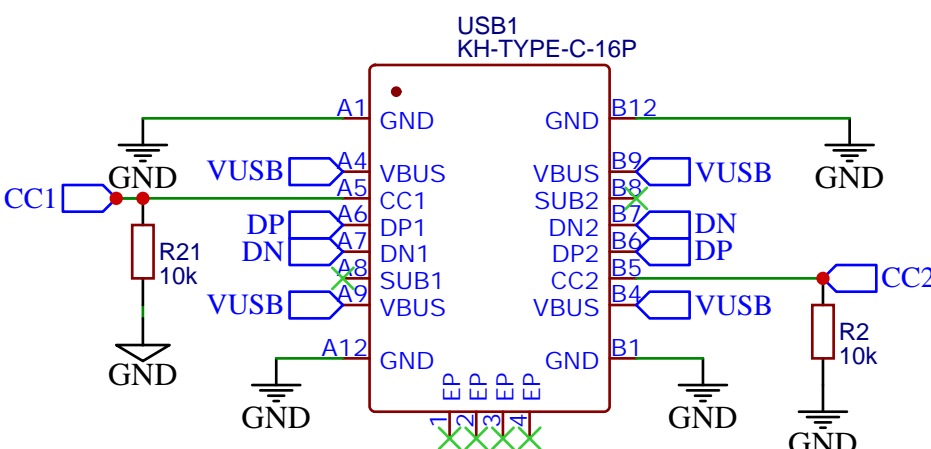 USB1
KH-TYPE-C-16P
A1
GND
GND
B12
GND
VUSB
A4
VBUS
VBUS
B9
VUSB
GND
CC1
A5
CC1
SUB2
B8
DP
A6
DP1
DN2
B7
DN
R21
10k
DN
A7
DN1
DP2
B6
DP
A8
SUB1
CC2
B5
CC2
VUSB
A9
VBUS
VBUS
B4
VUSB
R2
10k
A12
GND
GND
B1
GND
EP
EP
EP
EP
1
2
3
4
GND
GND
GND